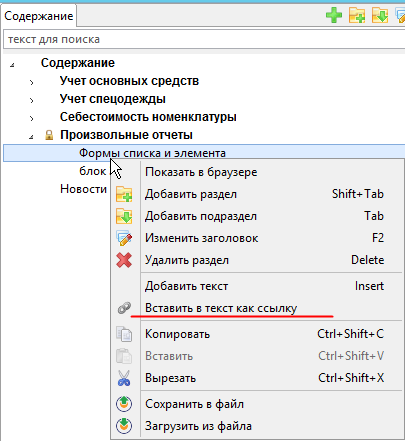 Содержание
текст для поиска
Содержание
Учет основных средств
Учет спецодежды
Себестоимость номенклатуры
Произвольные отчеты
Формы списка и элемента
блок
Новости
Показать в браузере
Добавить раздел Shift+Tab
Добавить подраздел Tab
Изменить заголовок F2
Удалить раздел Delete
Добавить текст Insert
Вставить в текст как ссылку
Копировать Ctrl+Shift+C
Вставить Ctrl+Shift+V
Вырезать Ctrl+Shift+X
Сохранить в файл
Загрузить из файла